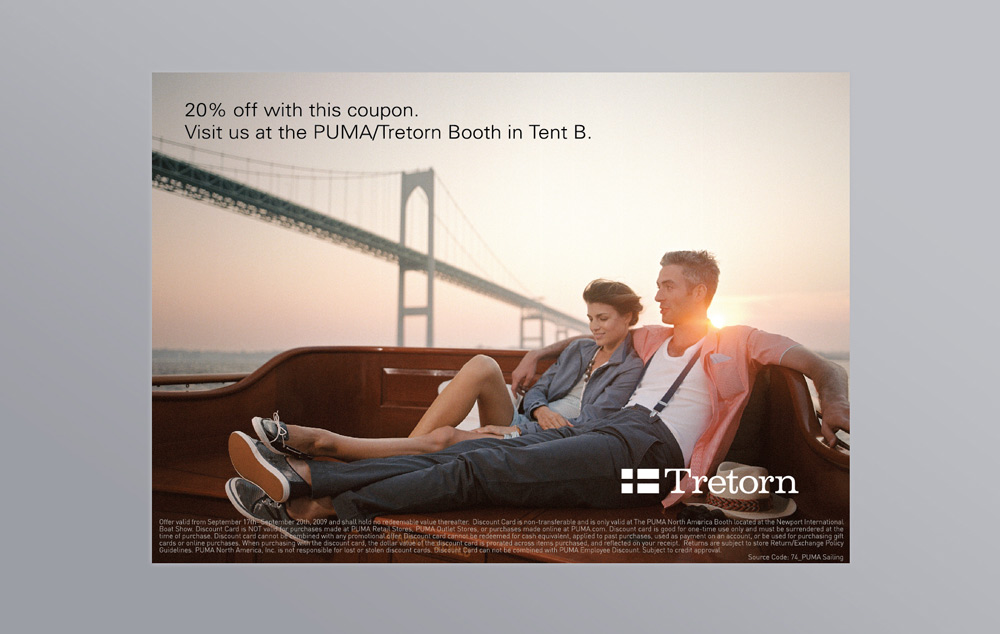 20% off with this coupon.
Visit us at the PUMA/Tretorn Booth in Tent B.
Tretorn
Offer valid from September 17th–September 20th, 2009 and shall hold no redeemable value thereafter. Discount Card is non-transferable and is only valid at The PUMA North America Booth located at the Newport International
Boat Show. Discount Card is NOT valid for purchases made at PUMA Retail Stores, PUMA Outlet Stores, or purchases made online at PUMA.com. Discount card is good for one-time use only and must be surrendered at the
time of purchase. Discount card cannot be combined with any promotional offer. Discount card cannot be redeemed for cash equivalent, applied to past purchases, used as payment on an account, or be used for purchasing gift
cards or online purchases. When purchasing with the discount card, the dollar value of the discount card is prorated across items purchased, and reflected on your receipt. Returns are subject to store Return/Exchange Policy
Guidelines. PUMA North America, Inc. is not responsible for lost or stolen discount cards. Discount Card can not be combined with PUMA Employee Discount. Subject to credit approval.
Source Code: 74_PUMA Sailing